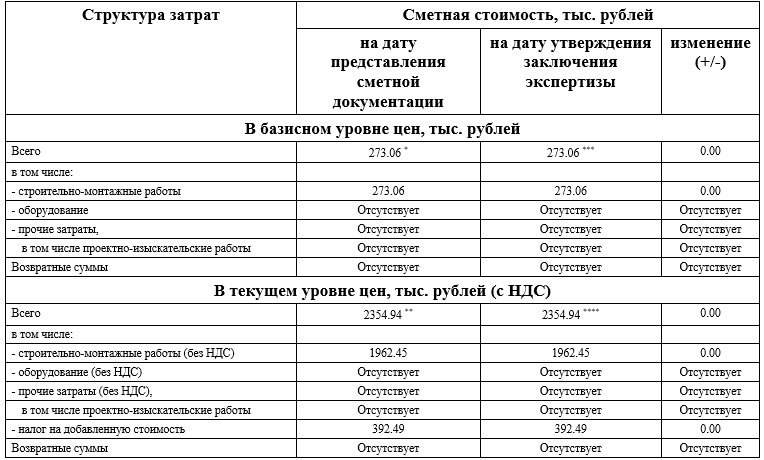 Структура затрат
Сметная стоимость, тыс. рублей
на дату
представления
сметной
документации
на дату утверждения
заключения
экспертизы
изменение
(+/-)
В базисном уровне цен, тыс. рублей
Всего 273.06 * 273.06 *** 0.00
в том числе:
- строительно-монтажные работы 273.06 273.06 0.00
- оборудование Отсутствует Отсутствует Отсутствует
- прочие затраты, Отсутствует Отсутствует Отсутствует
в том числе проектно-изыскательские работы Отсутствует Отсутствует Отсутствует
Возвратные суммы Отсутствует Отсутствует Отсутствует
В текущем уровне цен, тыс. рублей (с НДС)
Всего 2354.94 ** 2354.94 **** 0.00
в том числе:
- строительно-монтажные работы (без НДС) 1962.45 1962.45 0.00
- оборудование (без НДС) Отсутствует Отсутствует Отсутствует
- прочие затраты (без НДС), Отсутствует Отсутствует Отсутствует
в том числе проектно-изыскательские работы Отсутствует Отсутствует Отсутствует
- налог на добавленную стоимость 392.49 392.49 0.00
Возвратные суммы Отсутствует Отсутствует Отсутствует